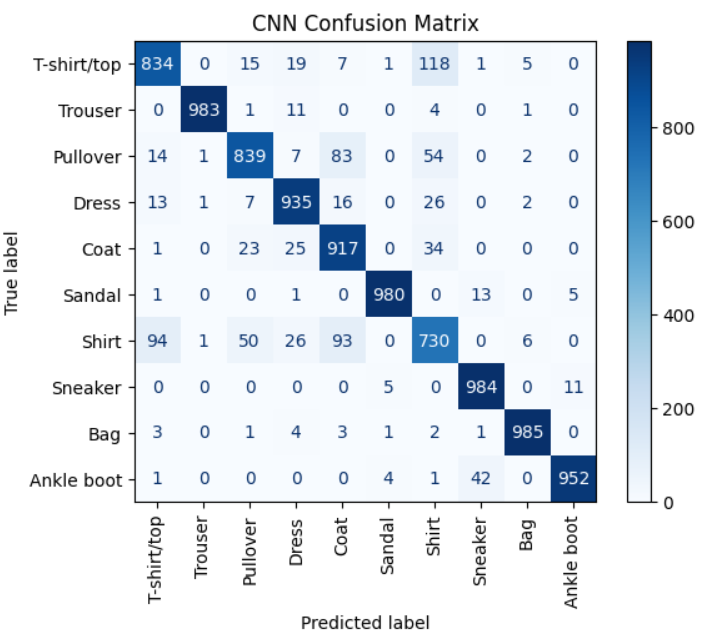 CNN Confusion Matrix
T-shirt/top 834 0 15 19 7 1 118 1 5 0
Trouser 0 983 1 11 0 0 4 0 1 0
Pullover 14 1 839 7 83 0 54 0 2 0
Dress 13 1 7 935 16 0 26 0 2 0
Coat 1 0 23 25 917 0 34 0 0 0
Sandal 1 0 0 1 0 980 0 13 0 5
Shirt 94 1 50 26 93 0 730 0 6 0
Sneaker 0 0 0 0 0 5 0 984 0 11
Bag 3 0 1 4 3 1 2 1 985 0
Ankle boot 1 0 0 0 0 4 1 42 0 952
T-shirt/top Trouser Pullover Dress Coat Sandal Shirt Sneaker Bag Ankle boot
Predicted label
True label
800
600
400
200
0